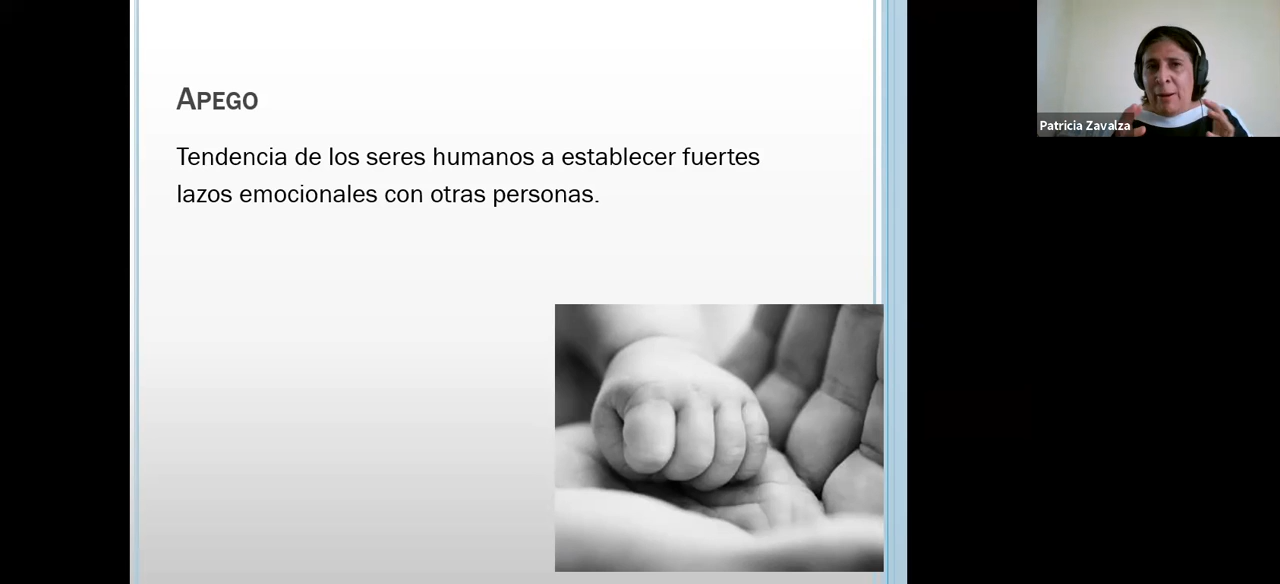 APEGO
Tendencia de los seres humanos a establecer fuertes
lazos emocionales con otras personas.
Patricia Zavalza